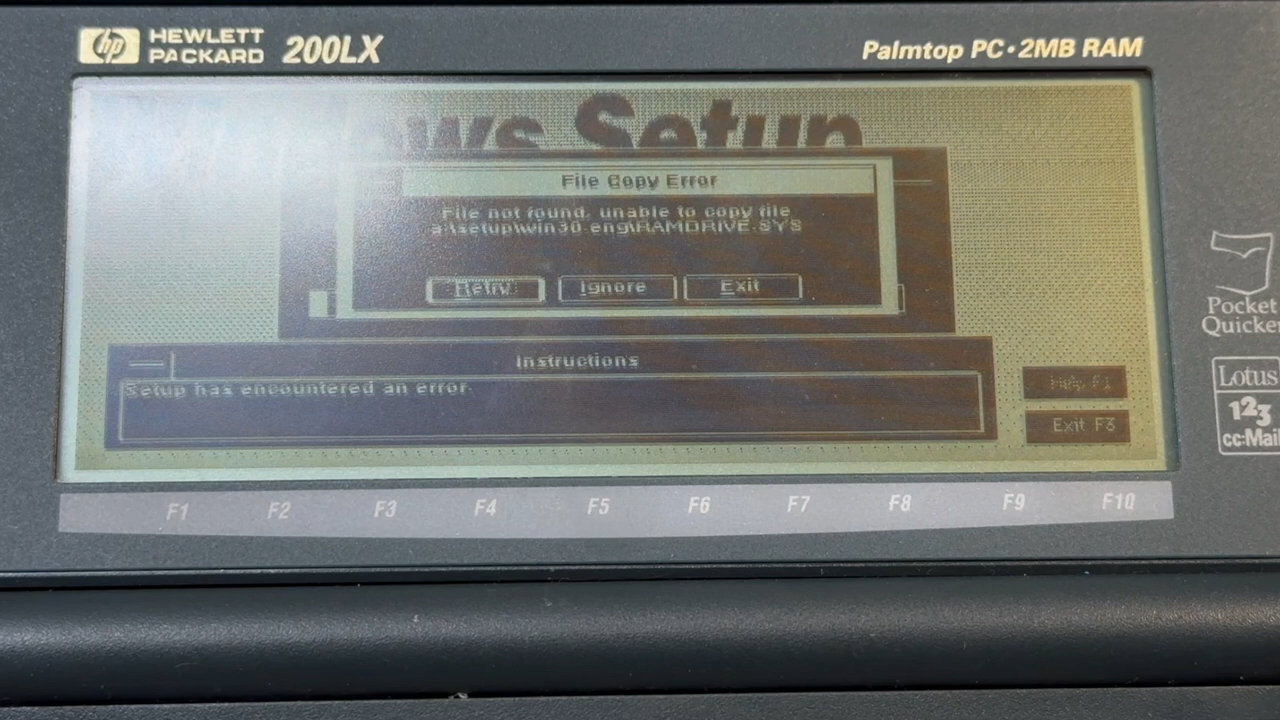 hp HEWLETT
PACKARD 200LX
Palmtop PC • 2MB RAM
ows Setup
File Copy Error
File not found, unable to copy file
a:\setup\win30.eng\RAMDRIVE.SYS
Retry Ignore Exit
Instructions
Setup has encountered an error.
Help F1
Exit F3
Pocket
Quicken
Lotus
123
cc:Mail
F1 F2 F3 F4 F5 F6 F7 F8 F9 F10